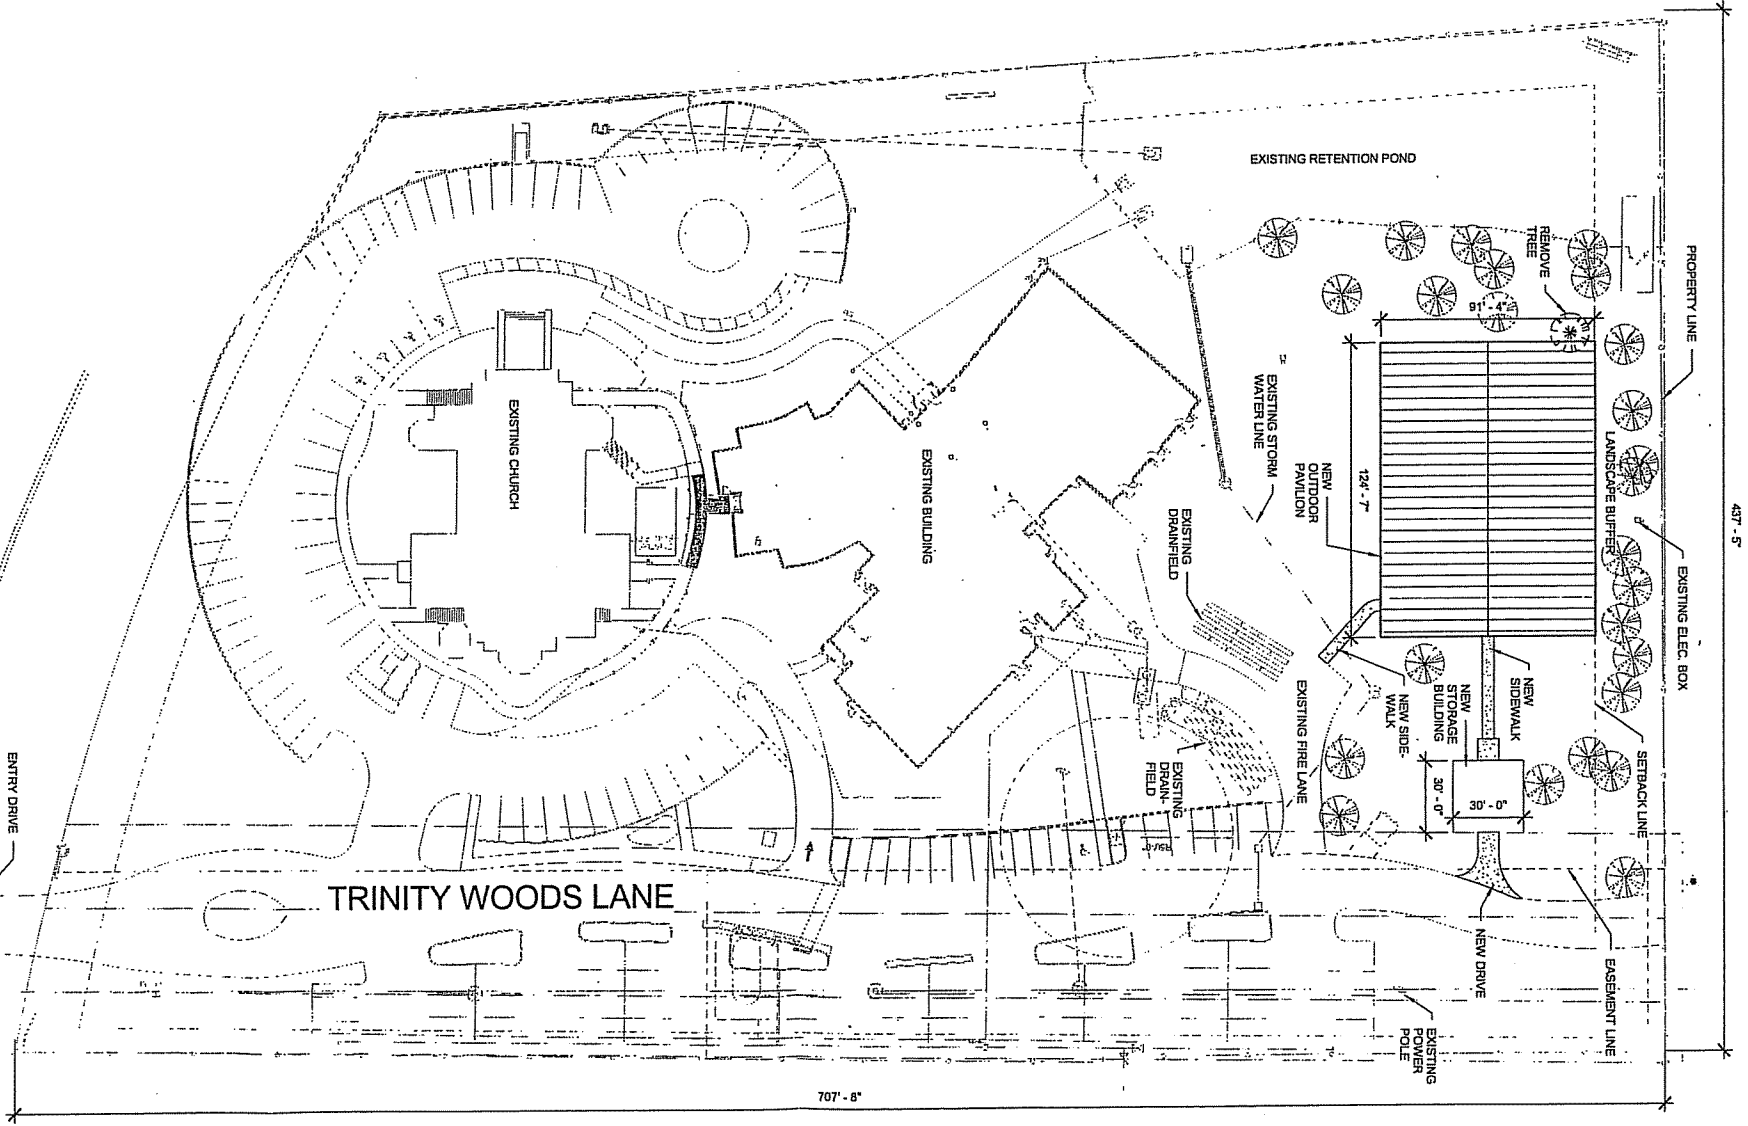 EXISTING RETENTION POND
PROPERTY LINE
REMOVE
TREE
91' - 4"
437' - 5"
EXISTING STORM
WATER LINE
NEW
OUTDOOR
PAVILION
124' - 7"
LANDSCAPE BUFFER
EXISTING ELEC. BOX
EXISTING CHURCH
EXISTING BUILDING
EXISTING
DRAINFIELD
EXISTING FIRE LANE
NEW SIDE-
WALK
NEW
STORAGE
BUILDING
NEW
SIDEWALK
SETBACK LINE
30' - 0"
30' - 0"
EXISTING
DRAIN-
FIELD
ENTRY DRIVE
TRINITY WOODS LANE
NEW DRIVE
EASEMENT LINE
EXISTING
POWER
POLE
707' - 8"